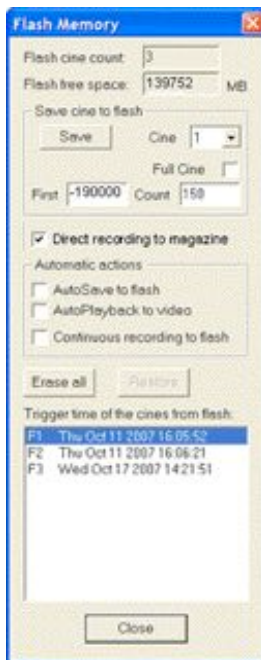 Flash Memory
Flash cine count: 3
Flash free space: 139752 MB
Save cine to flash
Save Cine 1
Full Cine
First -190000 Count 150
Direct recording to magazine
Automatic actions
AutoSave to flash
AutoPlayback to video
Continuous recording to flash
Erase all Restore
Trigger time of the cines from flash:
F1 Thu Oct 11 2007 16:05:52
F2 Thu Oct 11 2007 16:06:21
F3 Wed Oct 17 2007 14:21:51
Close